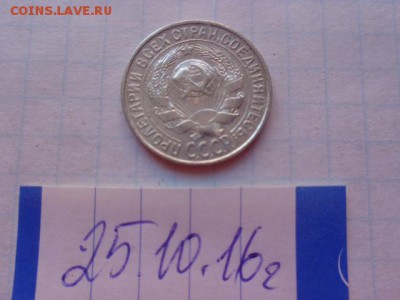 COINS.LAVE.RU
ПРОЛЕТАРИИ ВСЕХ СТРАН, СОЕДИНЯЙТЕСЬ!
СССР
25.10.16г